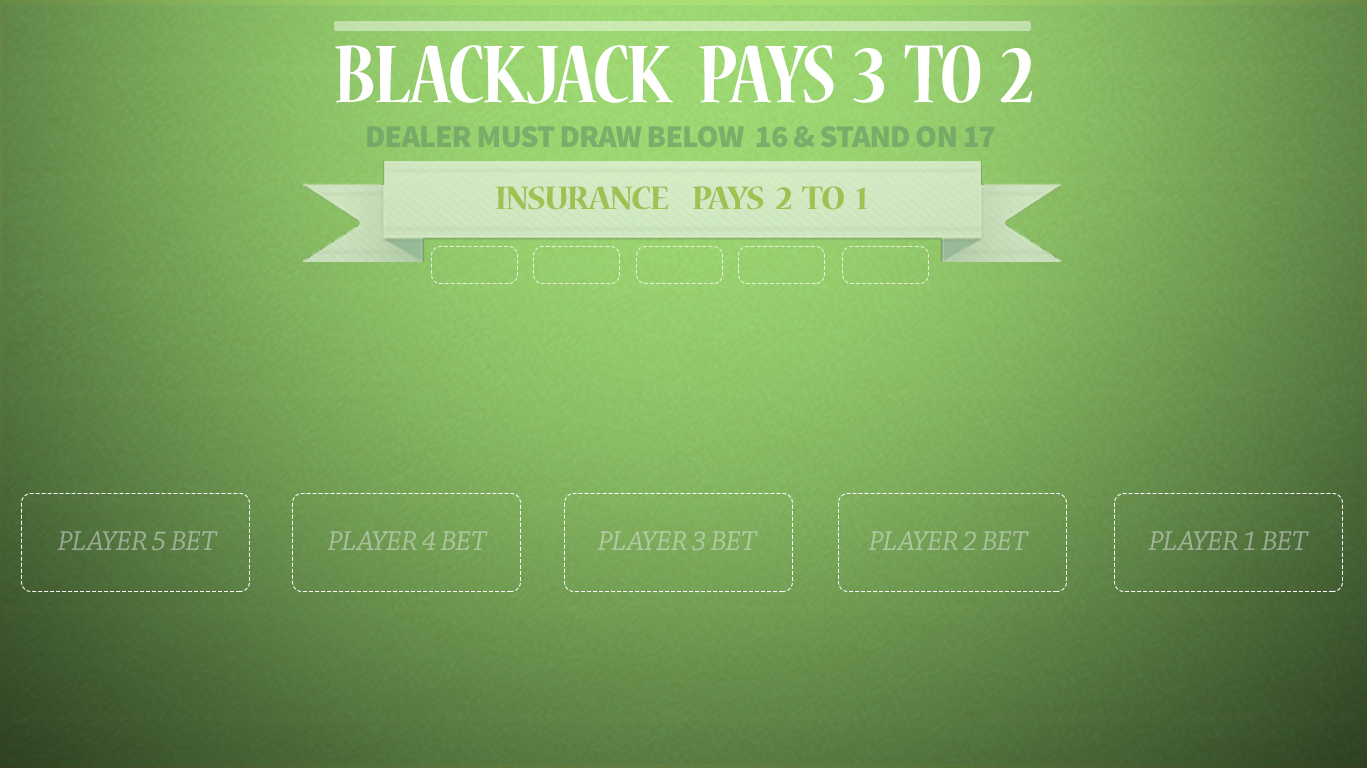 BLACKJACK PAYS 3 TO 2
DEALER MUST DRAW BELOW 16 & STAND ON 17
INSURANCE PAYS 2 TO 1
PLAYER 5 BET
PLAYER 4 BET
PLAYER 3 BET
PLAYER 2 BET
PLAYER 1 BET